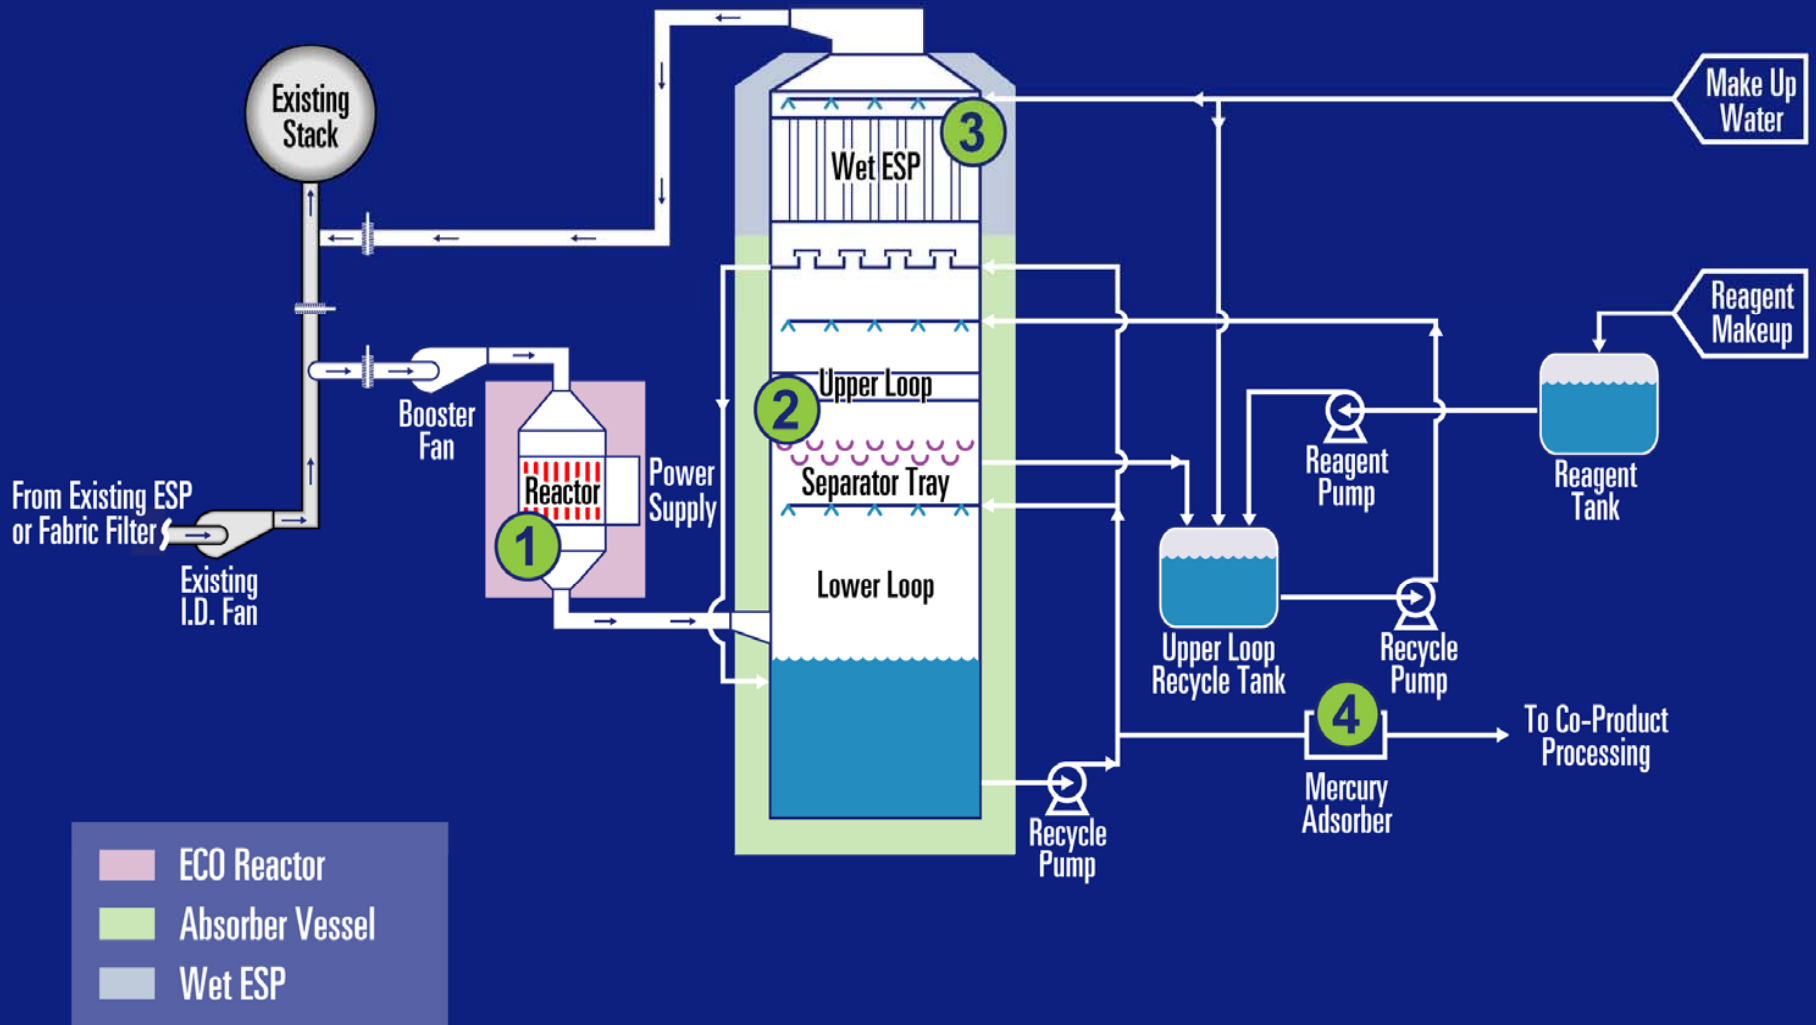 Existing
Stack
Make Up
Water
3
Wet ESP
Reagent
Makeup
Upper Loop
2
Booster
Fan
Reagent
Pump
Reagent
Tank
Separator Tray
Power
Supply
Reactor
1
From Existing ESP
or Fabric Filter
Existing
I.D. Fan
Lower Loop
Upper Loop
Recycle Tank
Recycle
Pump
4
To Co-Product
Processing
Mercury
Adsorber
Recycle
Pump
ECO Reactor
Absorber Vessel
Wet ESP